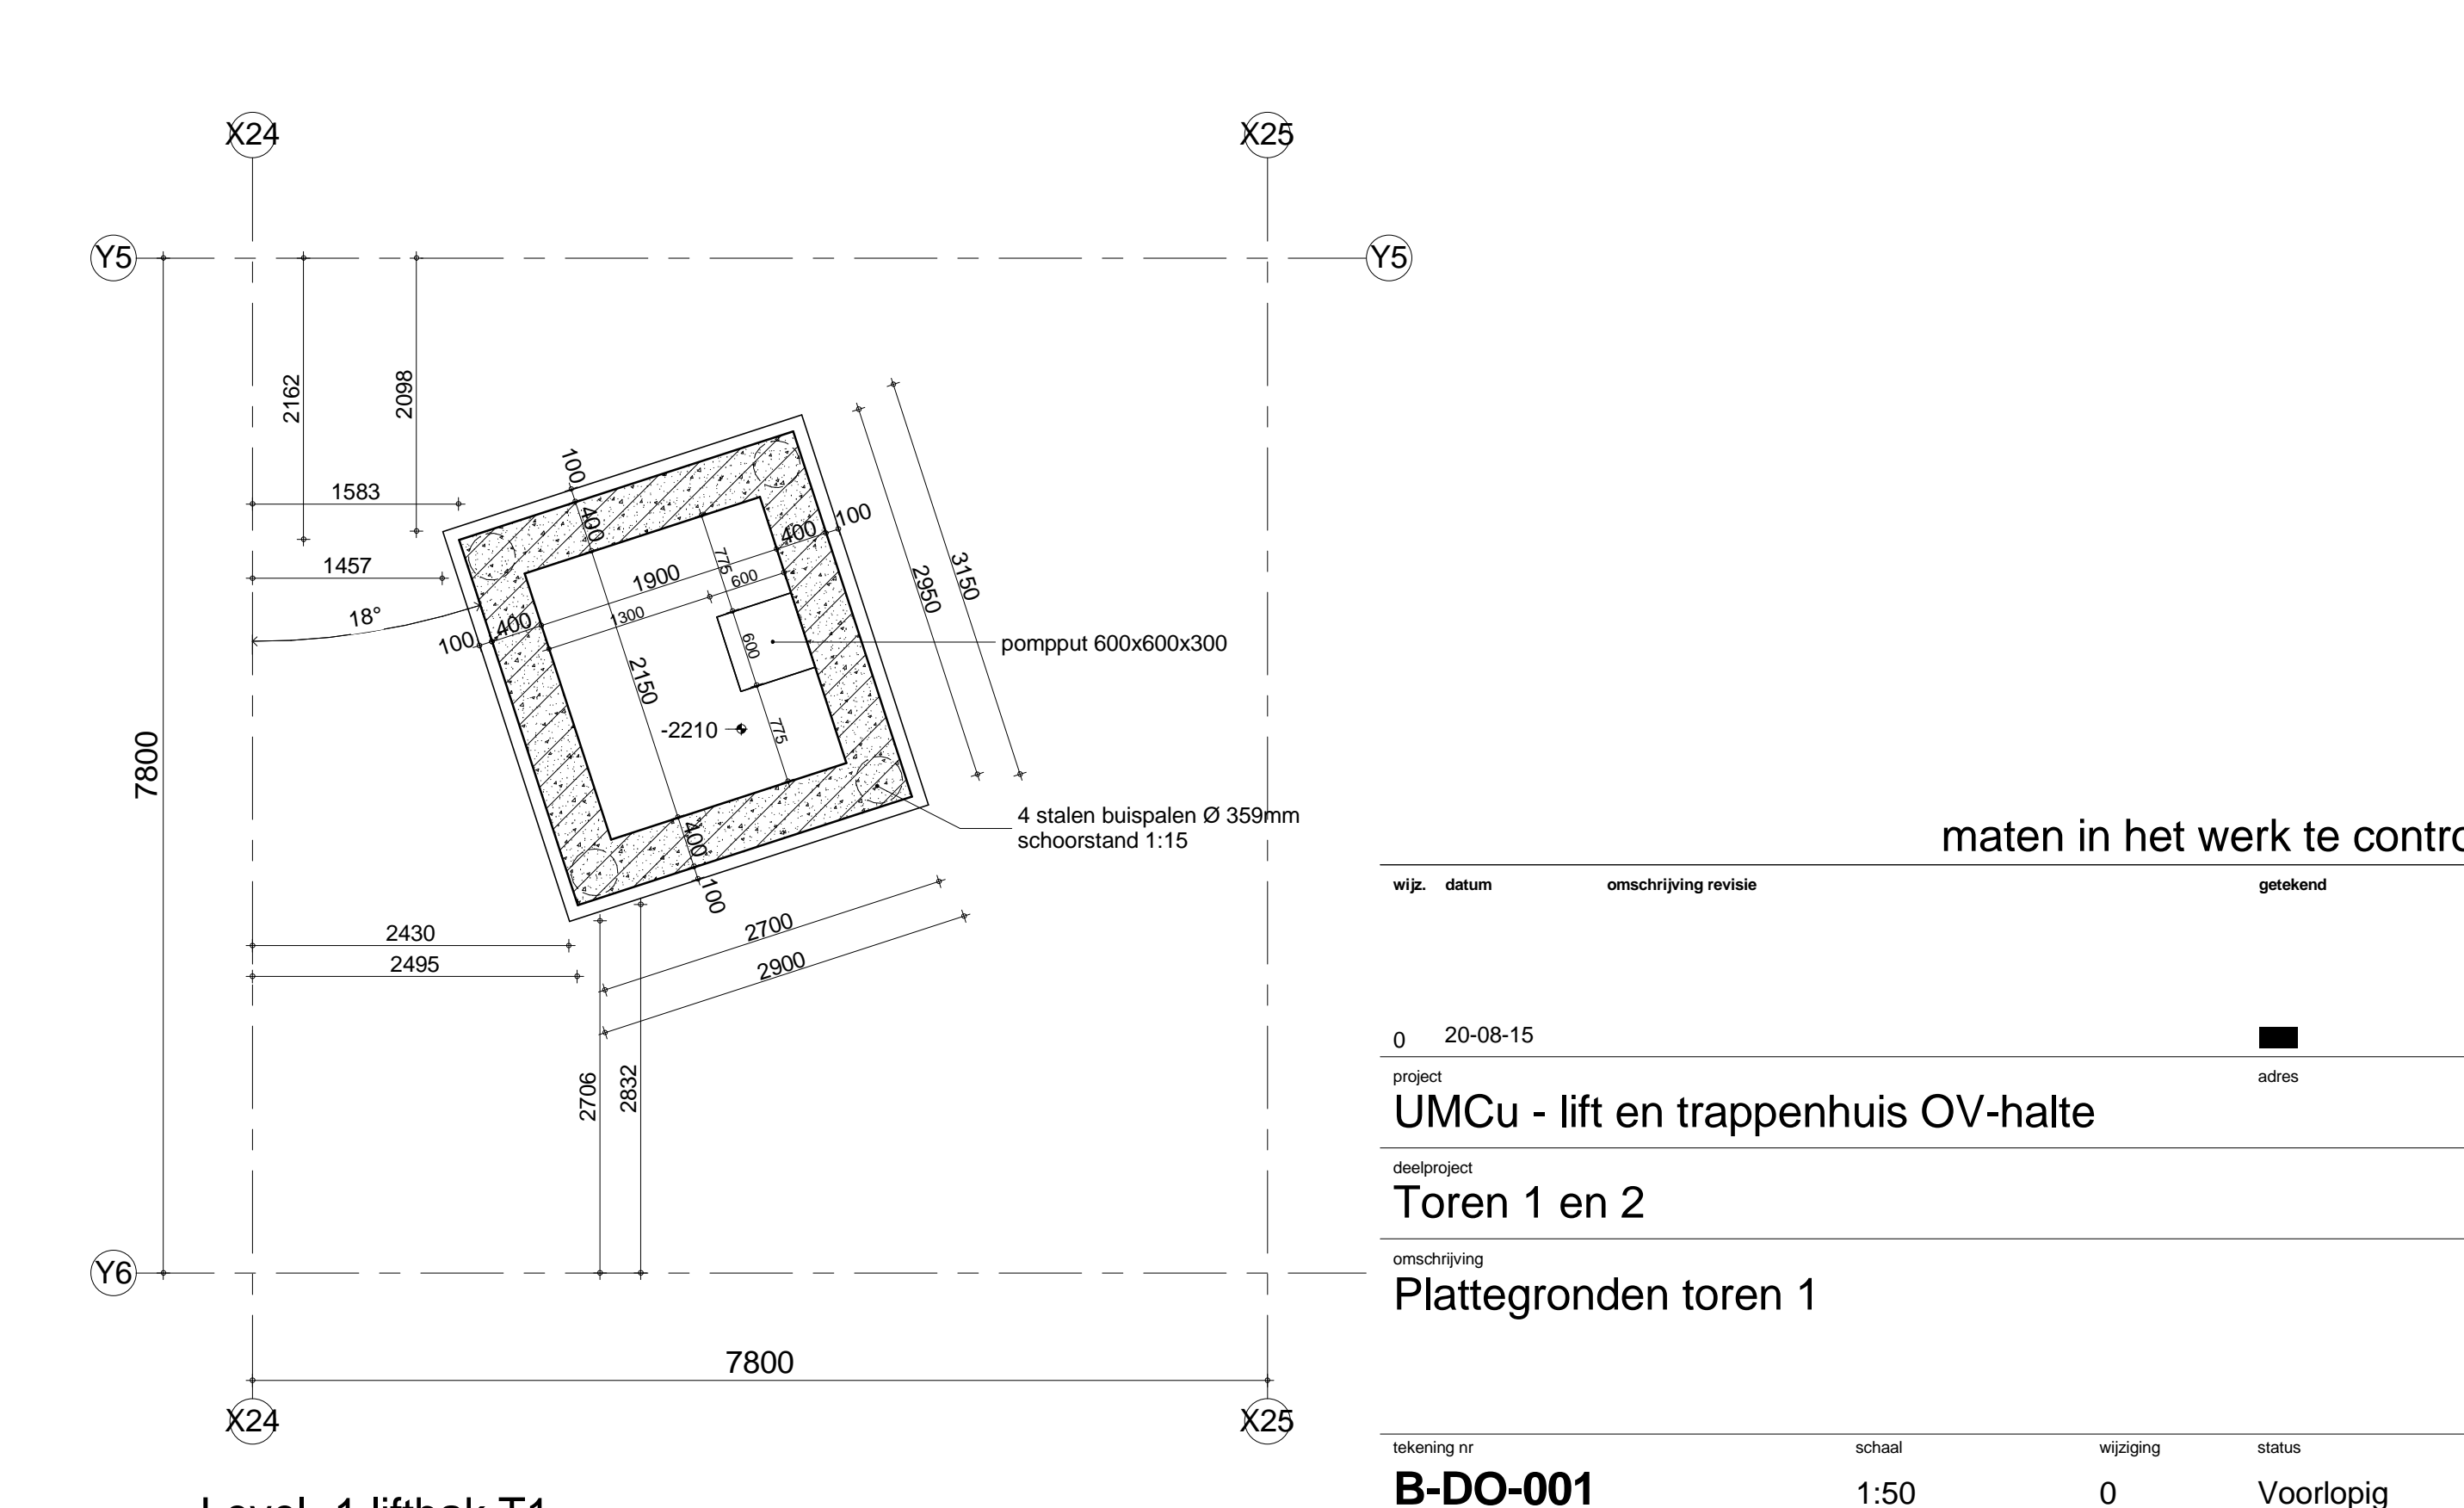 X24
X25
Y5
Y5
2162
2098
1583
1457
18°
100
400
400
100
775
1900
600
1300
100
400
600
2150
2950
3150
pompput 600x600x300
-2210
775
7800
4 stalen buispalen Ø 359mm
schoorstand 1:15
400
100
2430
2495
2700
2900
2706
2832
Y6
7800
X24
X25
maten in het werk te contro
wijz. datum omschrijving revisie getekend
0 20-08-15
project adres
UMCu - lift en trappenhuis OV-halte
deelproject
Toren 1 en 2
omschrijving
Plattegronden toren 1
tekening nr schaal wijziging status
B-DO-001 1:50 0 Voorlopig
Level -1 liftbak T1